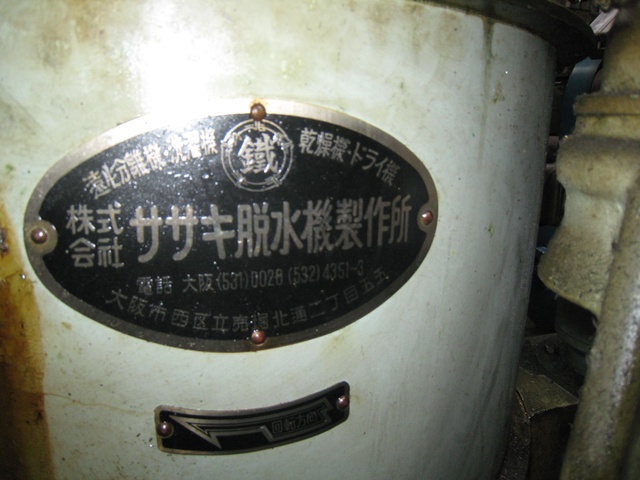 鐵
遠心分離機・洗濯機 乾燥機・ドライ機
株式会社 ササキ脱水機製作所
電話 大阪(531)0028(532)4351-3
大阪市西区立売堀北通二丁目五六
回転方向